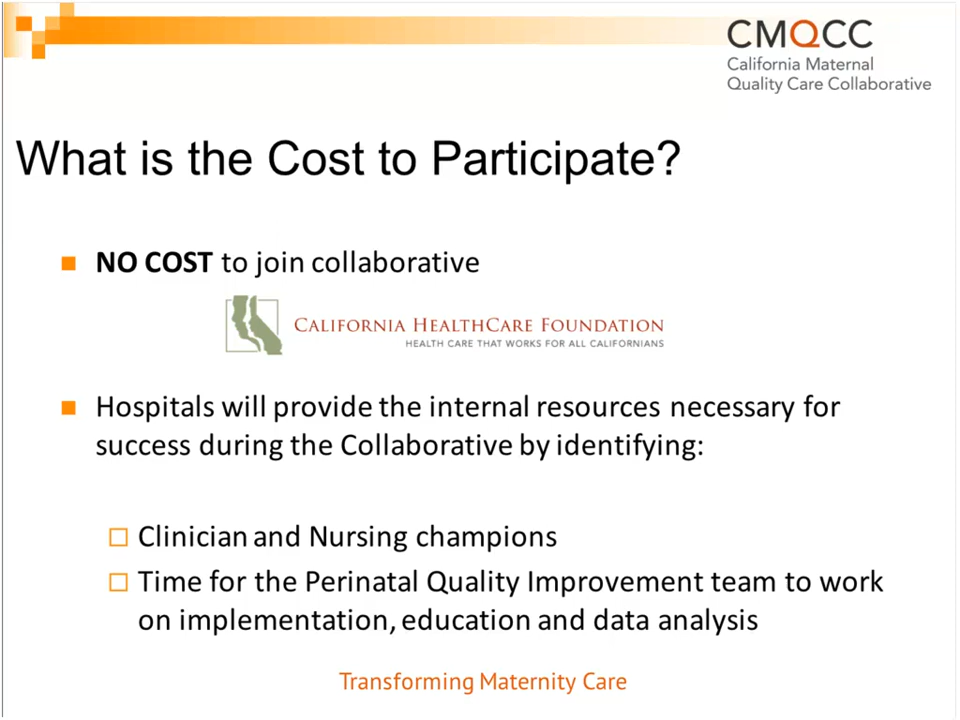 CMQCC
California Maternal
Quality Care Collaborative
What is the Cost to Participate?
NO COST to join collaborative
CALIFORNIA HEALTHCARE FOUNDATION
HEALTH CARE THAT WORKS FOR ALL CALIFORNIANS
Hospitals will provide the internal resources necessary for
success during the Collaborative by identifying:
Clinician and Nursing champions
Time for the Perinatal Quality Improvement team to work
on implementation, education and data analysis
Transforming Maternity Care